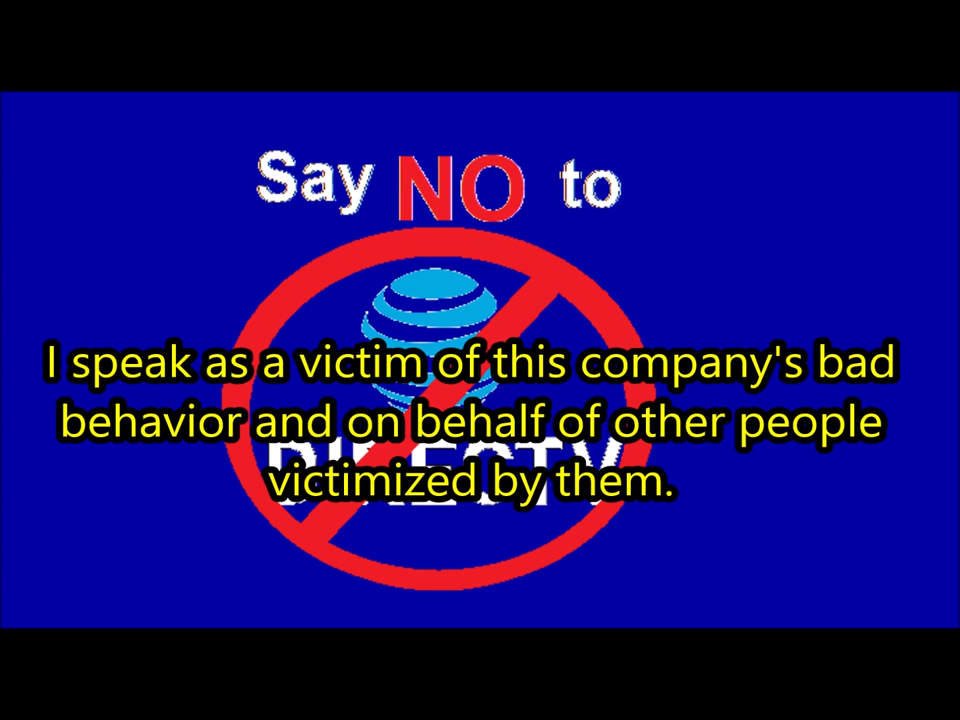 Say NO to
I speak as a victim of this company's bad
behavior and on behalf of other people
DIRECTV
victimized by them.